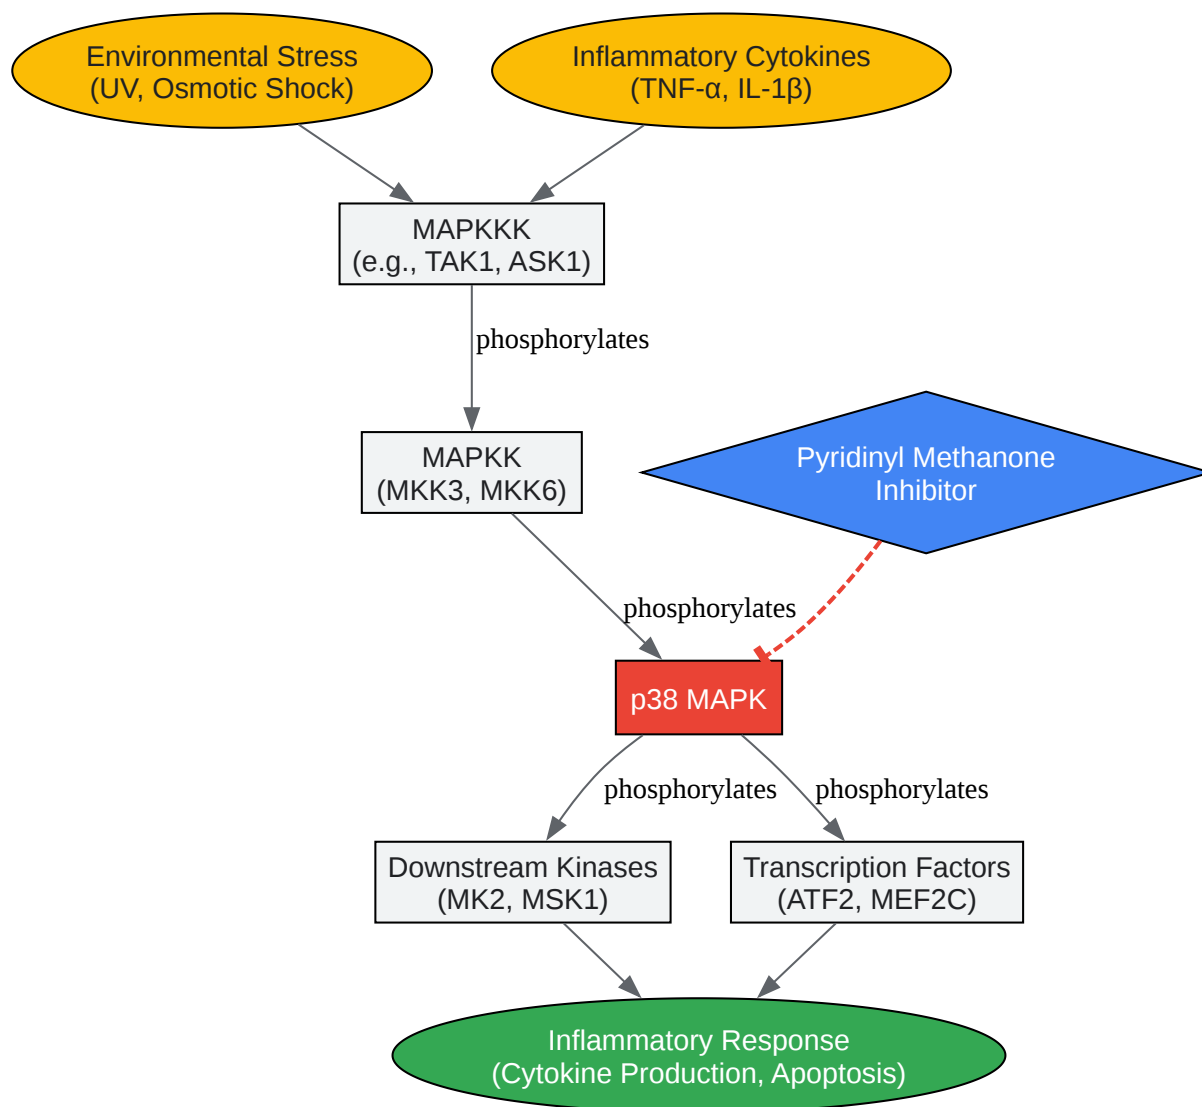 Environmental Stress
(UV, Osmotic Shock)
Inflammatory Cytokines
(TNF-α, IL-1β)
MAPKKK
(e.g., TAK1, ASK1)
phosphorylates
MAPKK
(MKK3, MKK6)
Pyridinyl Methanone
Inhibitor
phosphorylates
p38 MAPK
phosphorylates
phosphorylates
Downstream Kinases
(MK2, MSK1)
Transcription Factors
(ATF2, MEF2C)
Inflammatory Response
(Cytokine Production, Apoptosis)